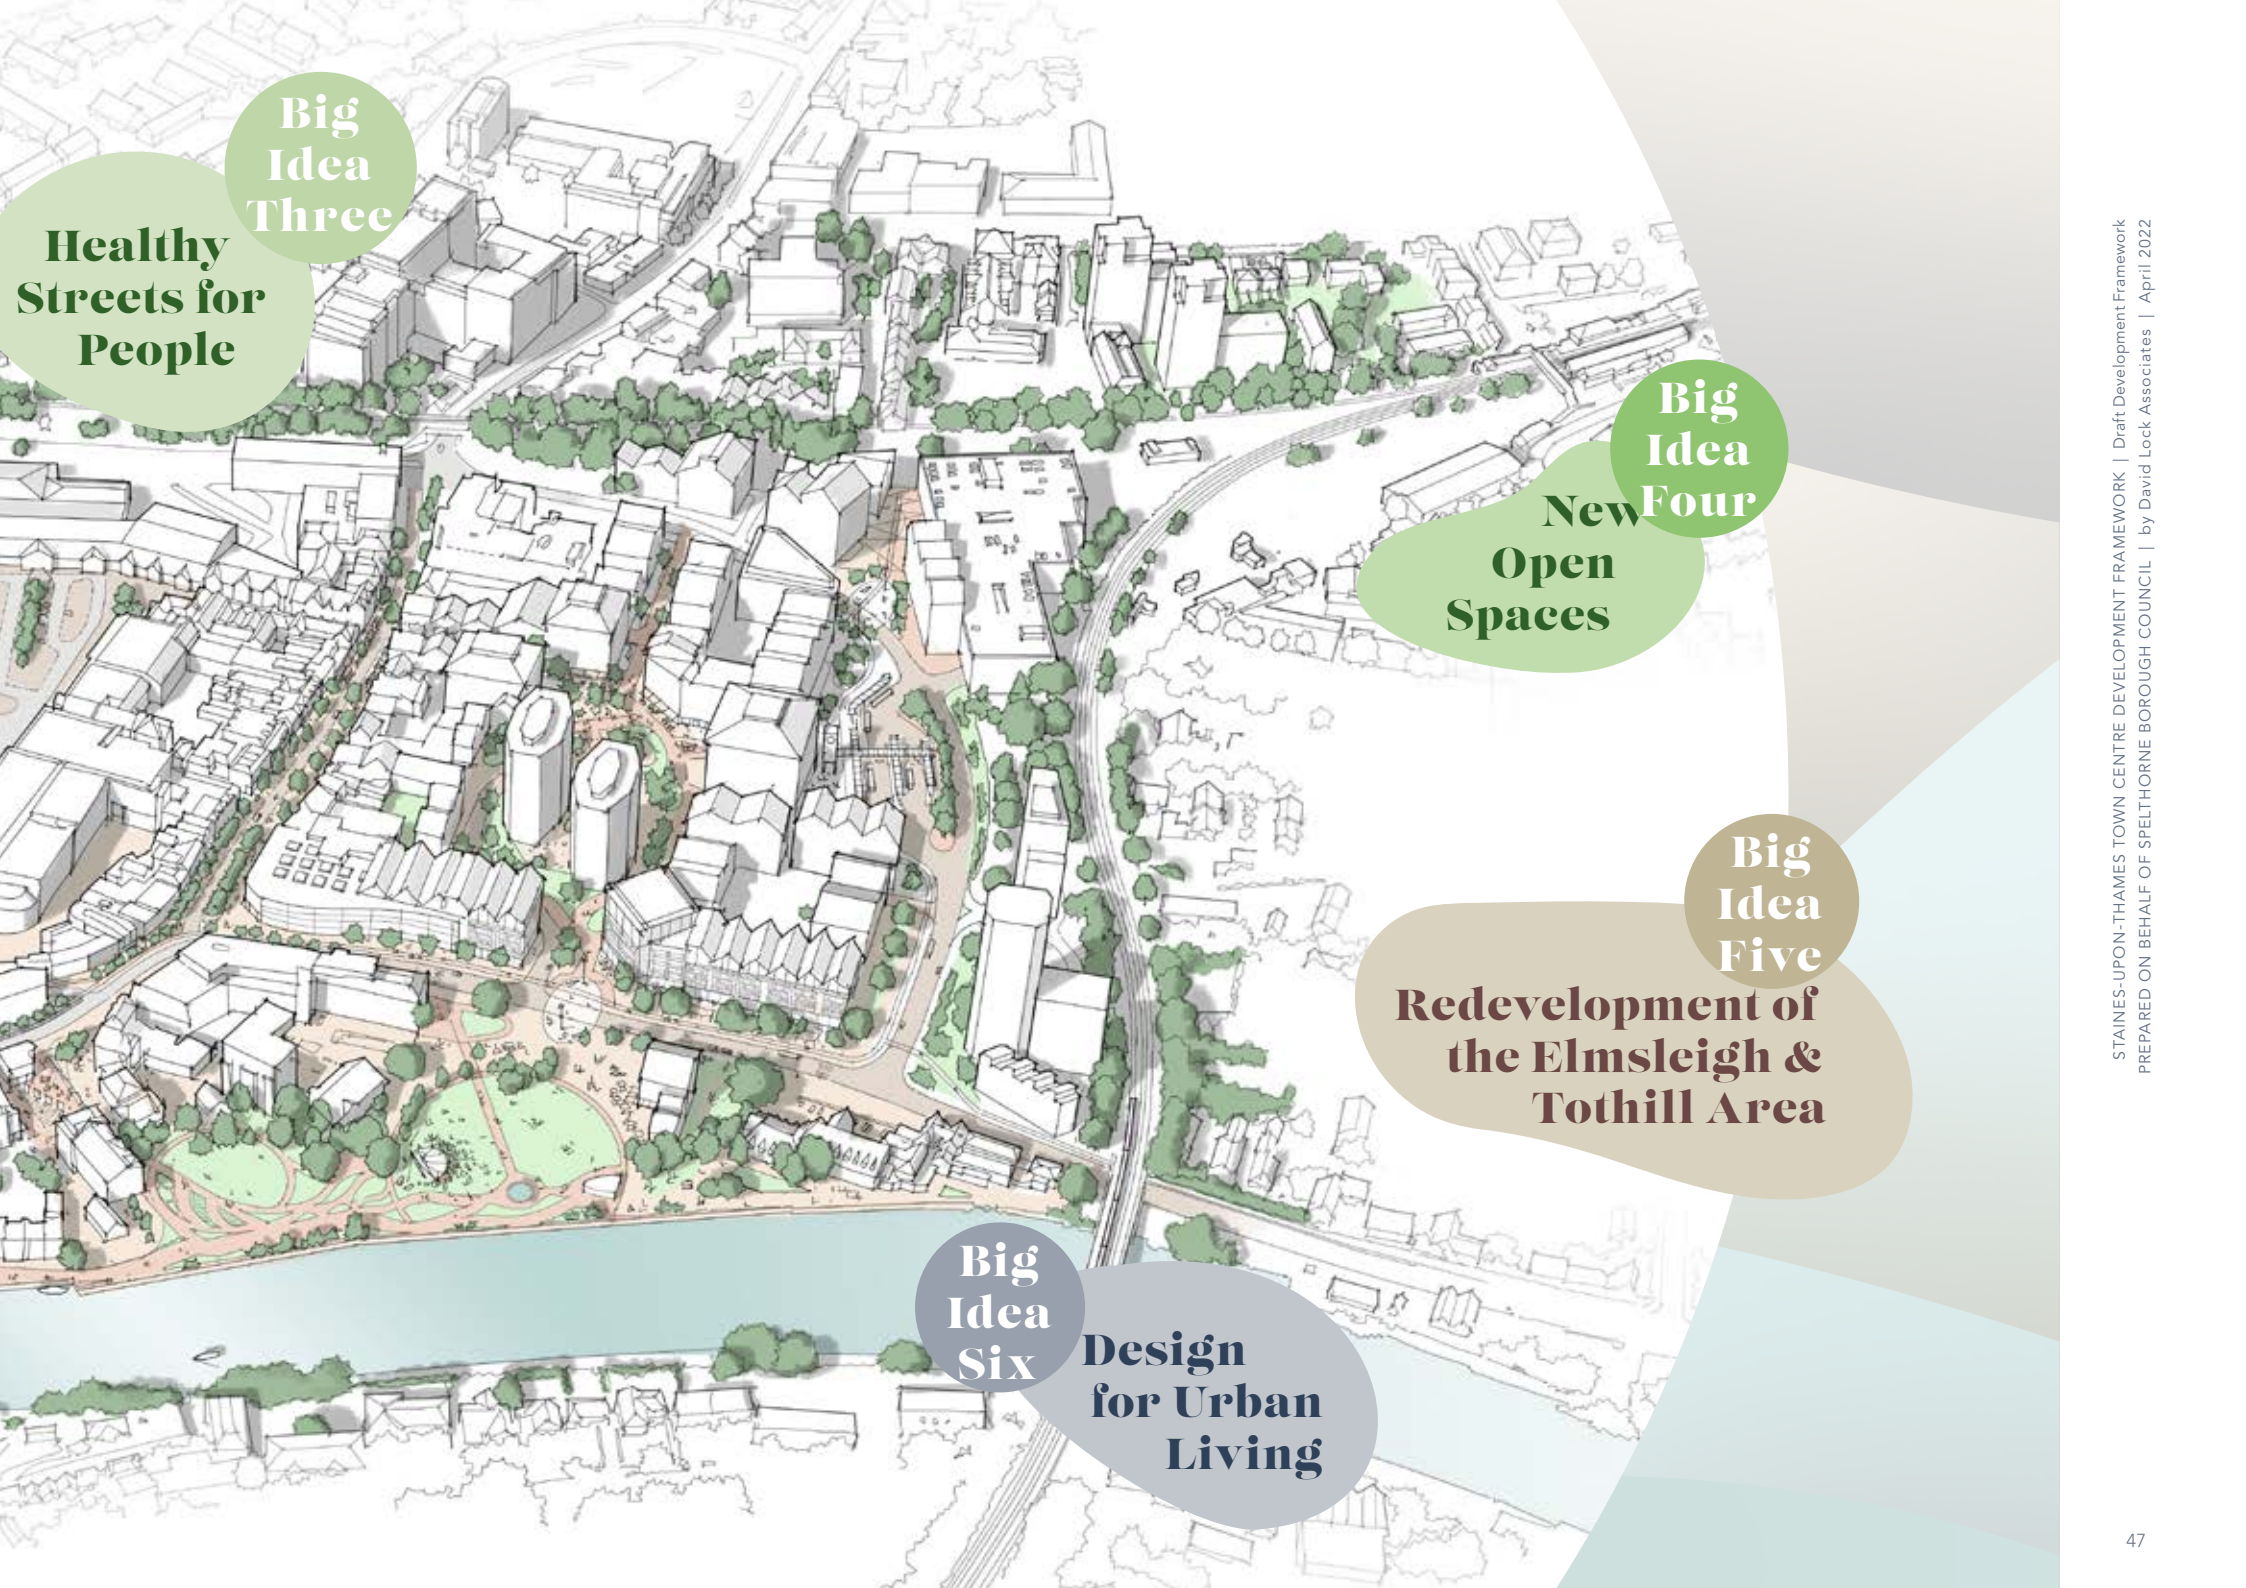 Big
Idea
Three
Healthy
Streets for
People
Big
Idea
Four
New
Open
Spaces
Big
Idea
Five
Redevelopment of
the Elmsleigh &
Tothill Area
Big
Idea
Six
Design
for Urban
Living
STAINES-UPON-THAMES TOWN CENTRE DEVELOPMENT FRAMEWORK | Draft Development Framework
PREPARED ON BEHALF OF SPELTHORNE BOROUGH COUNCIL | by David Lock Associates | April 2022
47